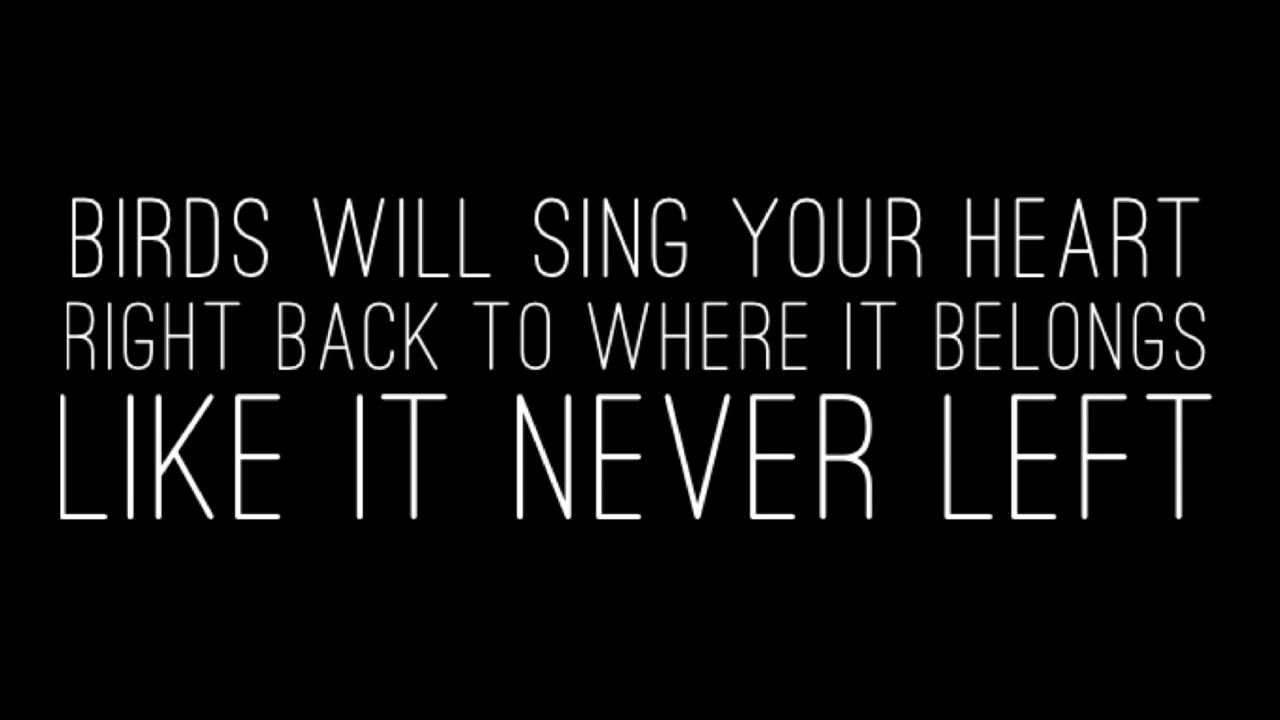 BIRDS WILL SING YOUR HEART
RIGHT BACK TO WHERE IT BELONGS
LIKE IT NEVER LEFT